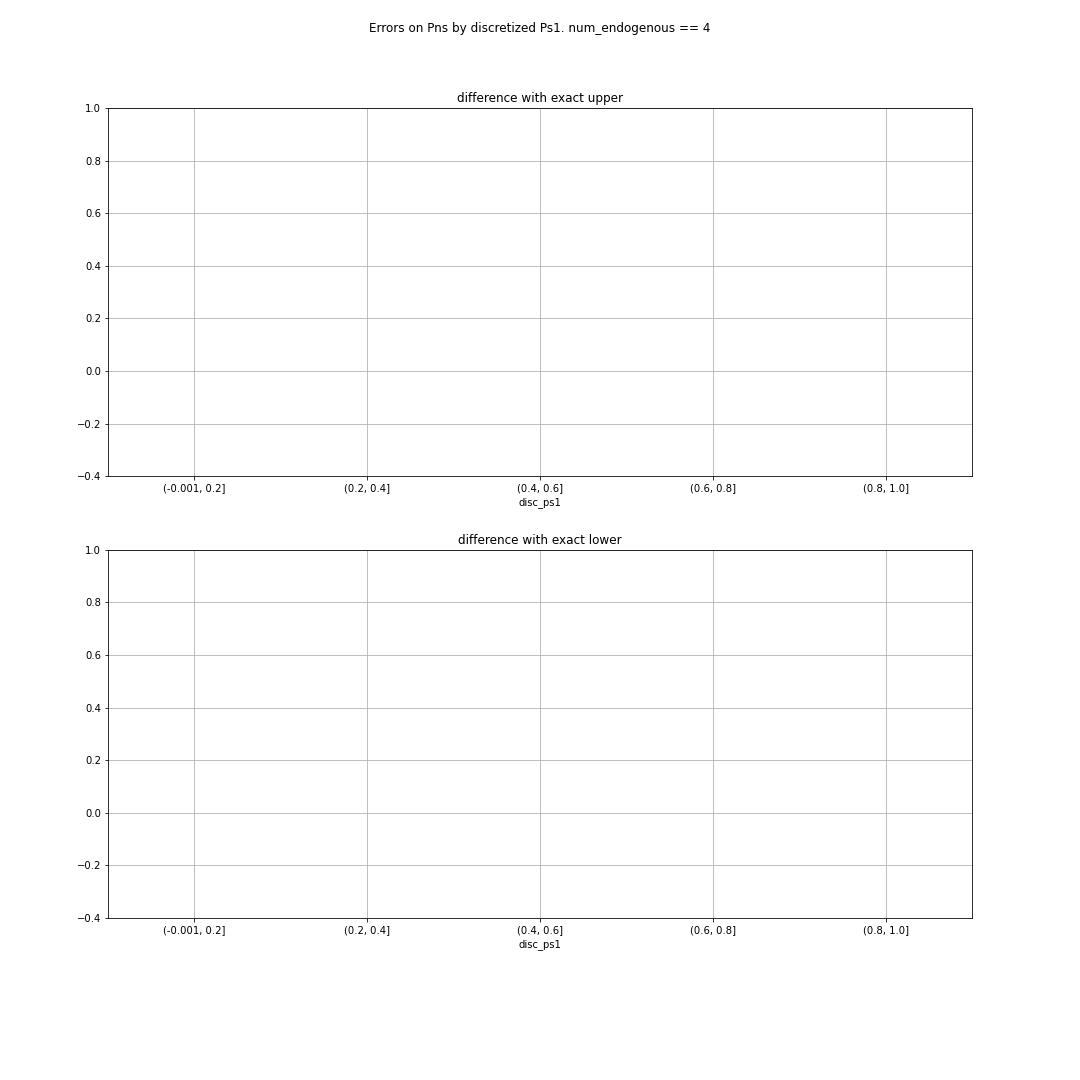 Errors on Pns by discretized Ps1. num_endogenous == 4
difference with exact upper
1.0
0.8
0.6
0.4
0.2
0.0
−0.2
−0.4
(-0.001, 0.2] (0.2, 0.4] (0.4, 0.6] (0.6, 0.8] (0.8, 1.0]
disc_ps1
difference with exact lower
1.0
0.8
0.6
0.4
0.2
0.0
−0.2
−0.4
(-0.001, 0.2] (0.2, 0.4] (0.4, 0.6] (0.6, 0.8] (0.8, 1.0]
disc_ps1